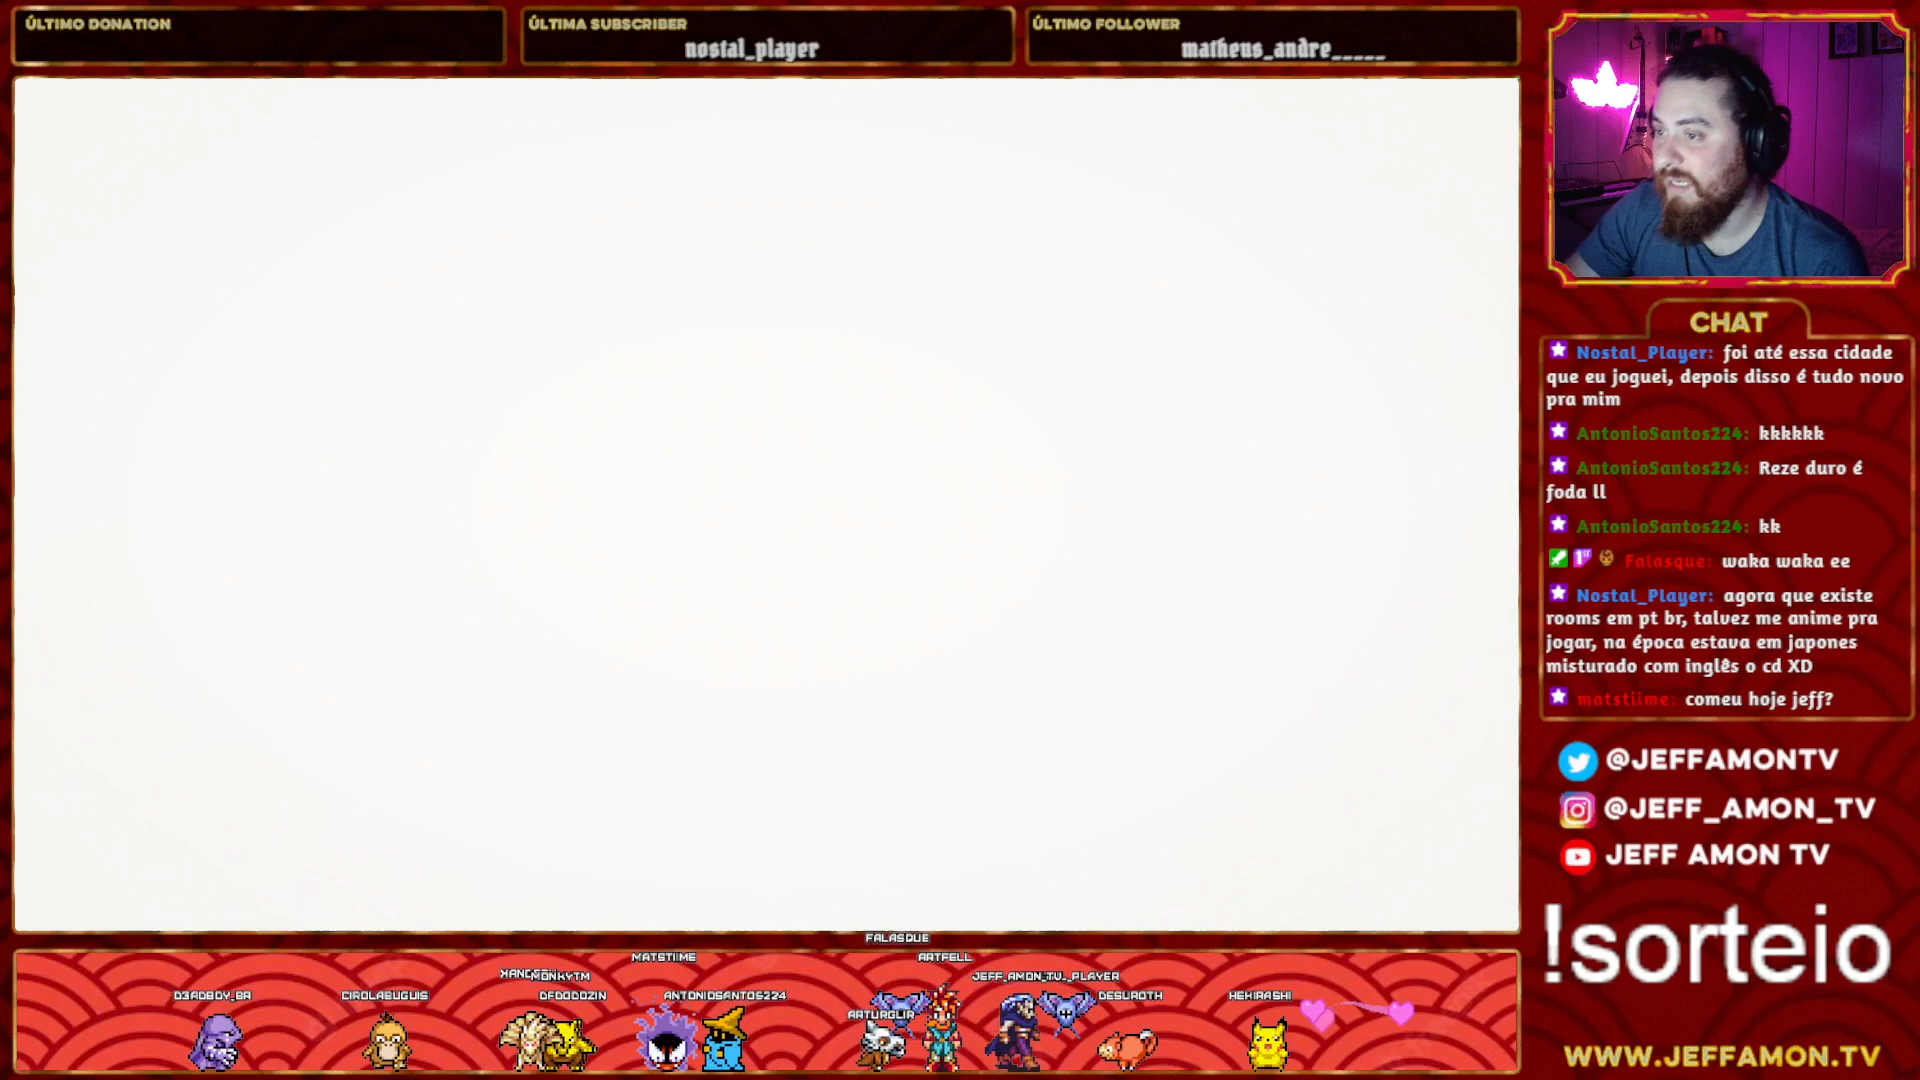 ÚLTIMO DONATION
ÚLTIMA SUBSCRIBER
nostal_player
ÚLTIMO FOLLOWER
matheus_andre_____
CHAT
Nostal_Player: foi até essa cidade
que eu joguei, depois disso é tudo novo
pra mim
AntonioSantos224: kkkkkk
AntonioSantos224: Reze duro é
foda ll
AntonioSantos224: kk
Falasque: waka waka ee
Nostal_Player: agora que existe
rooms em pt br, talvez me anime pra
jogar, na época estava em japones
misturado com inglês o cd XD
matstiime: comeu hoje jeff?
@JEFFAMONTV
@JEFF_AMON_TV
JEFF AMON TV
!sorteio
WWW.JEFFAMON.TV
FALASQUE
MATSTIIME
ARTFELL
MONKYTM
JEFF_AMON_TV
_PLAYER
D3ADBOY_BR
CIROLABUGUIS
DFDODOZIN
ANTONIOSANTOS224
DESUROTH
HEKIRASHI
ARTURGLIR